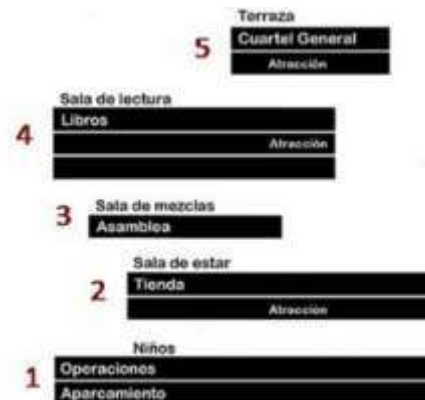 Terraza
5
Cuartel General
Atracción
Sala de lectura
4
Libros
Atracción
Sala de mezclas
3
Asamblea
Sala de estar
2
Tienda
Atracción
Niños
1
Operaciones
Aparcamiento